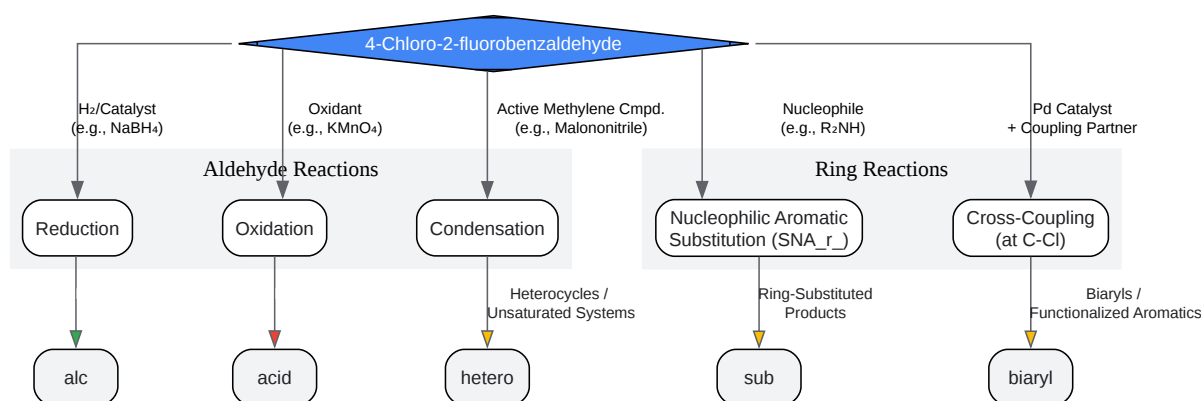 4-Chloro-2-fluorobenzaldehyde
H₂/Catalyst
(e.g., NaBH₄)
Oxidant
(e.g., KMnO₄)
Active Methylene Cmpd.
(e.g., Malononitrile)
Nucleophile
(e.g., R₂NH)
Pd Catalyst
+ Coupling Partner
Aldehyde Reactions
Ring Reactions
Reduction
Oxidation
Condensation
Nucleophilic Aromatic
Substitution (SNA_r_)
Cross-Coupling
(at C-Cl)
Heterocycles /
Unsaturated Systems
Ring-Substituted
Products
Biaryls /
Functionalized Aromatics
alc
acid
hetero
sub
biaryl